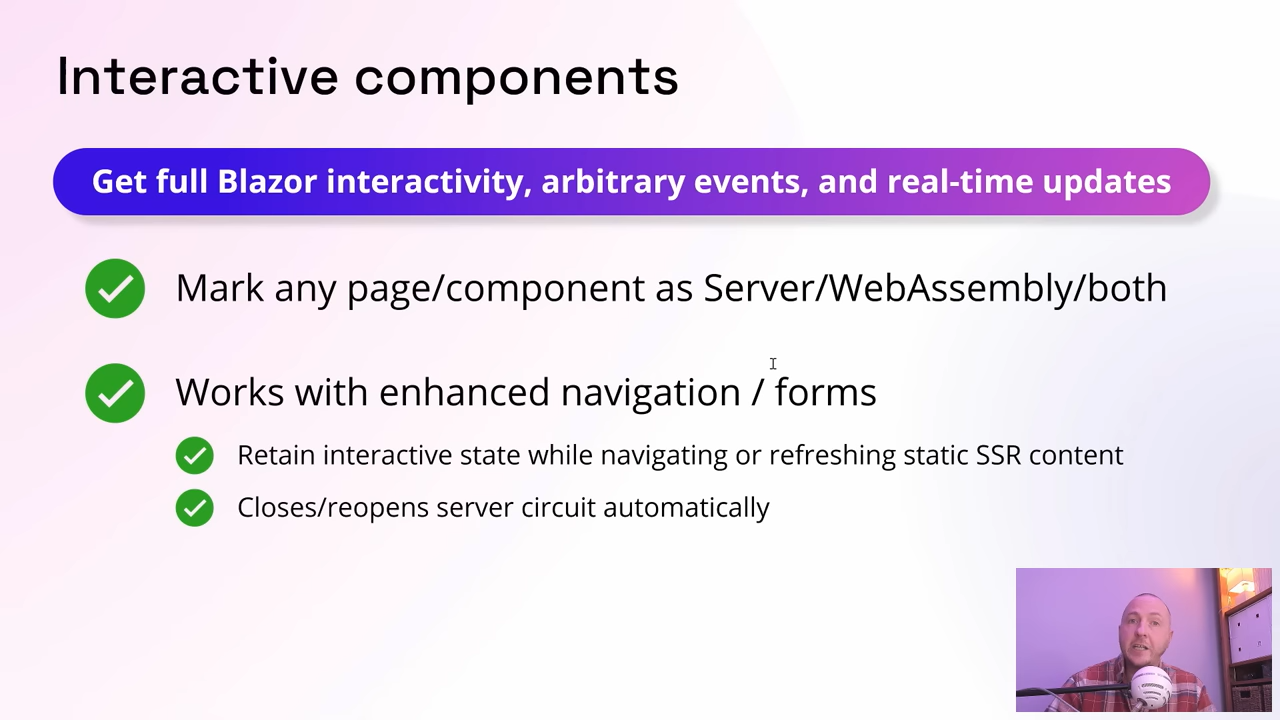 Interactive components
Get full Blazor interactivity, arbitrary events, and real-time updates
Mark any page/component as Server/WebAssembly/both
Works with enhanced navigation / forms
Retain interactive state while navigating or refreshing static SSR content
Closes/reopens server circuit automatically